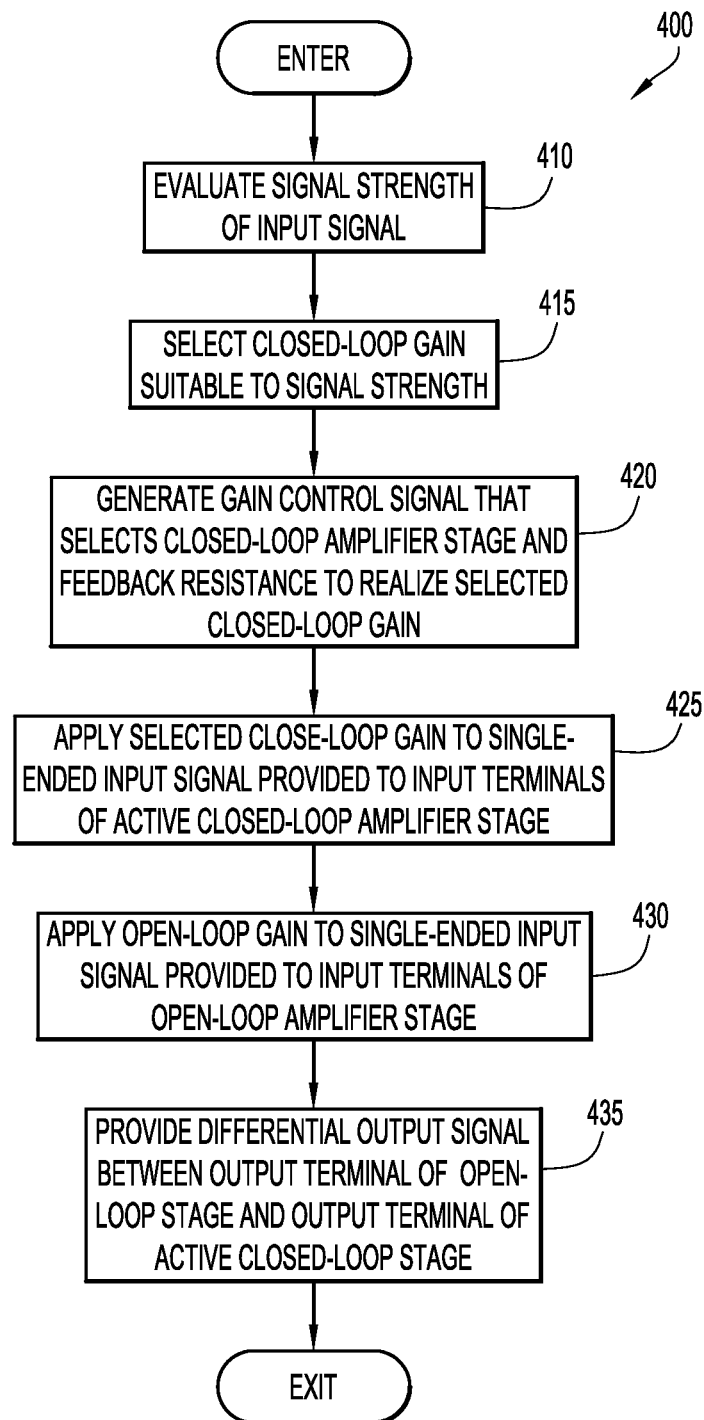 400
ENTER
410
EVALUATE SIGNAL STRENGTH
OF INPUT SIGNAL
415
SELECT CLOSED-LOOP GAIN
SUITABLE TO SIGNAL STRENGTH
420
GENERATE GAIN CONTROL SIGNAL THAT
SELECTS CLOSED-LOOP AMPLIFIER STAGE AND
FEEDBACK RESISTANCE TO REALIZE SELECTED
CLOSED-LOOP GAIN
425
APPLY SELECTED CLOSE-LOOP GAIN TO SINGLE-
ENDED INPUT SIGNAL PROVIDED TO INPUT TERMINALS
OF ACTIVE CLOSED-LOOP AMPLIFIER STAGE
430
APPLY OPEN-LOOP GAIN TO SINGLE-ENDED INPUT
SIGNAL PROVIDED TO INPUT TERMINALS OF
OPEN-LOOP AMPLIFIER STAGE
435
PROVIDE DIFFERENTIAL OUTPUT SIGNAL
BETWEEN OUTPUT TERMINAL OF OPEN-
LOOP STAGE AND OUTPUT TERMINAL OF
ACTIVE CLOSED-LOOP STAGE
EXIT